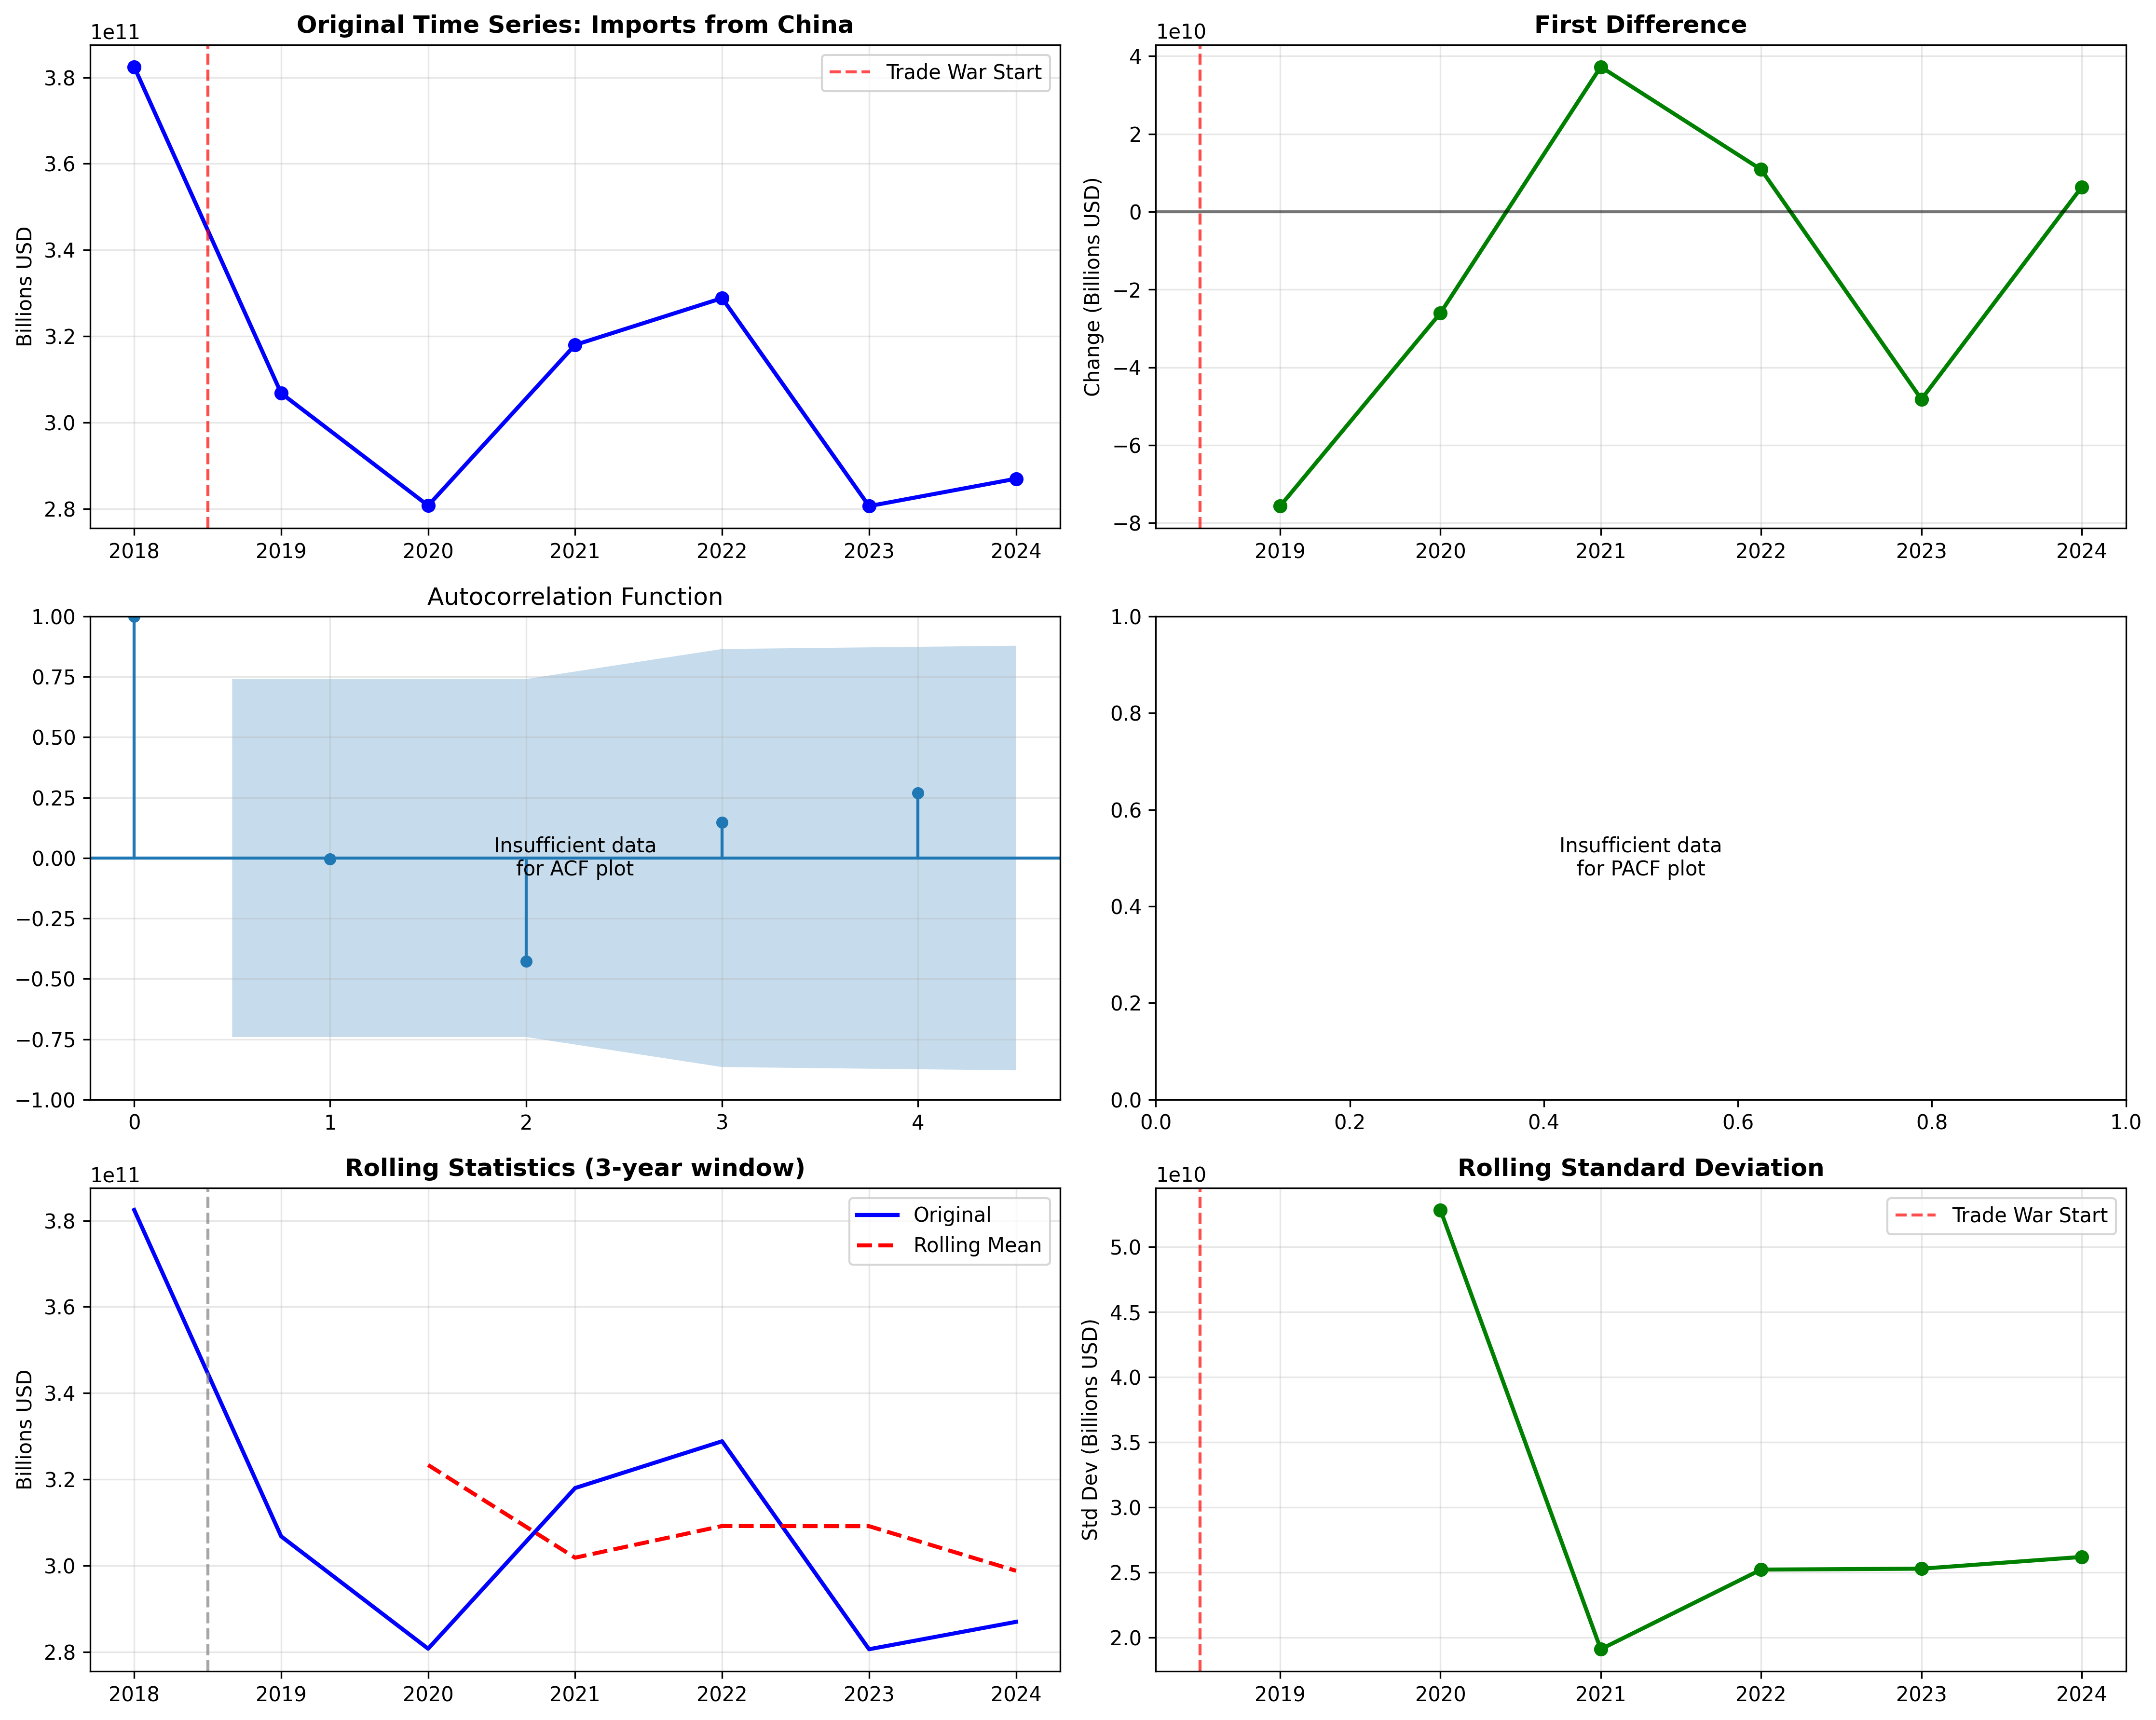 Original Time Series: Imports from China
1e11
Billions USD
3.8
3.6
3.4
3.2
3.0
2.8
2018 2019 2020 2021 2022 2023 2024
Trade War Start
First Difference
1e10
Change (Billions USD)
4
2
0
−2
−4
−6
−8
2019 2020 2021 2022 2023 2024
Autocorrelation Function
1.00
0.75
0.50
0.25
0.00
−0.25
−0.50
−0.75
−1.00
0 1 2 3 4
Insufficient data
for ACF plot
1.0
0.8
0.6
0.4
0.2
0.0
0.0 0.2 0.4 0.6 0.8 1.0
Insufficient data
for PACF plot
Rolling Statistics (3-year window)
1e11
Billions USD
3.8
3.6
3.4
3.2
3.0
2.8
2018 2019 2020 2021 2022 2023 2024
Original
Rolling Mean
Rolling Standard Deviation
1e10
Std Dev (Billions USD)
5.0
4.5
4.0
3.5
3.0
2.5
2.0
2019 2020 2021 2022 2023 2024
Trade War Start